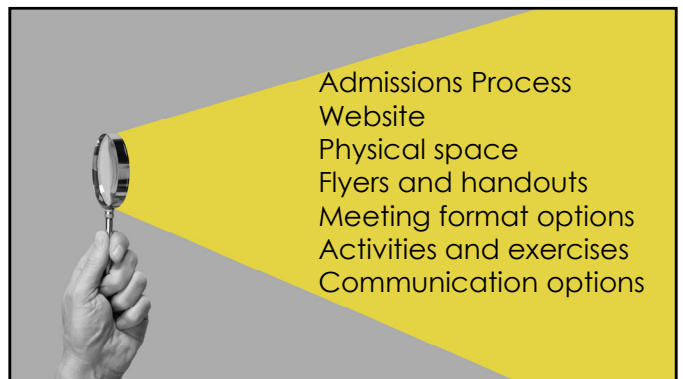 Admissions Process
Website
Physical space
Flyers and handouts
Meeting format options
Activities and exercises
Communication options